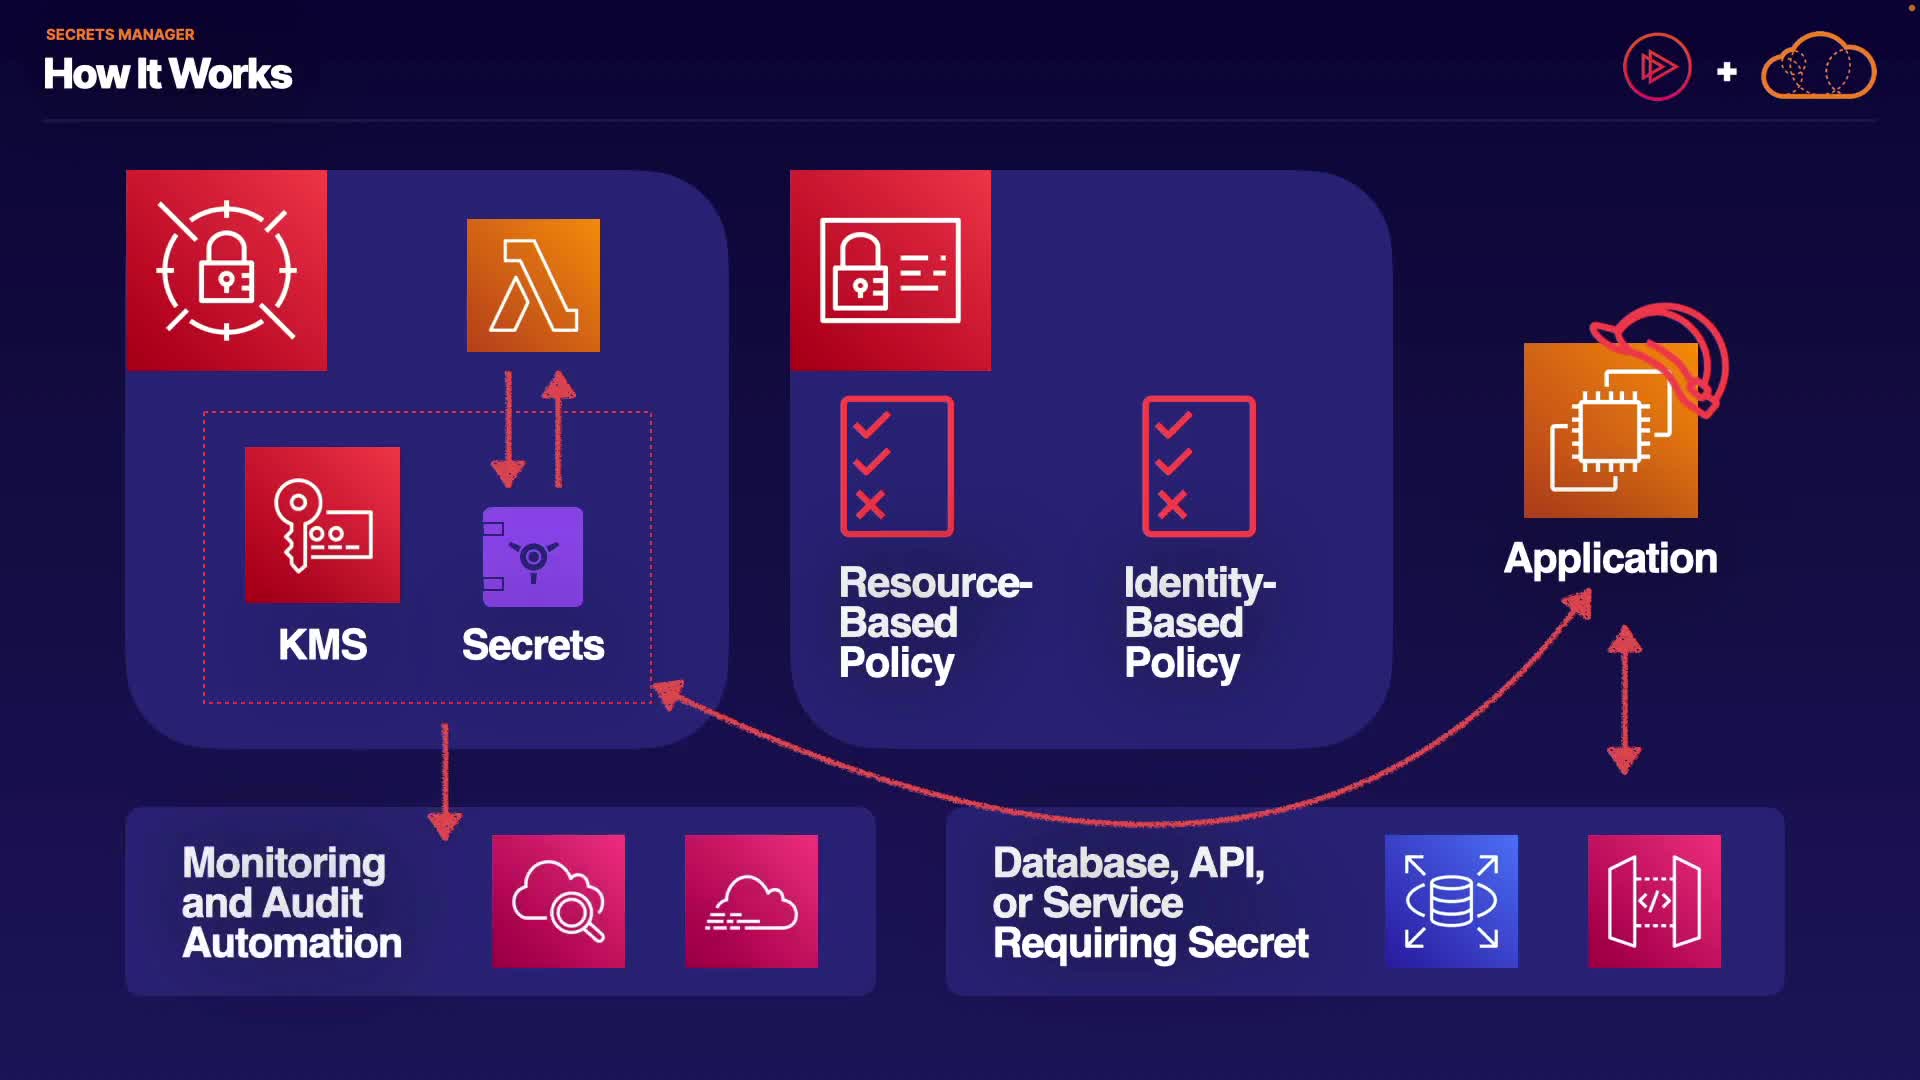 SECRETS MANAGER
How It Works
KMS
Secrets
Resource-
Based
Policy
Identity-
Based
Policy
Application
Monitoring
and Audit
Automation
Database, API,
or Service
Requiring Secret